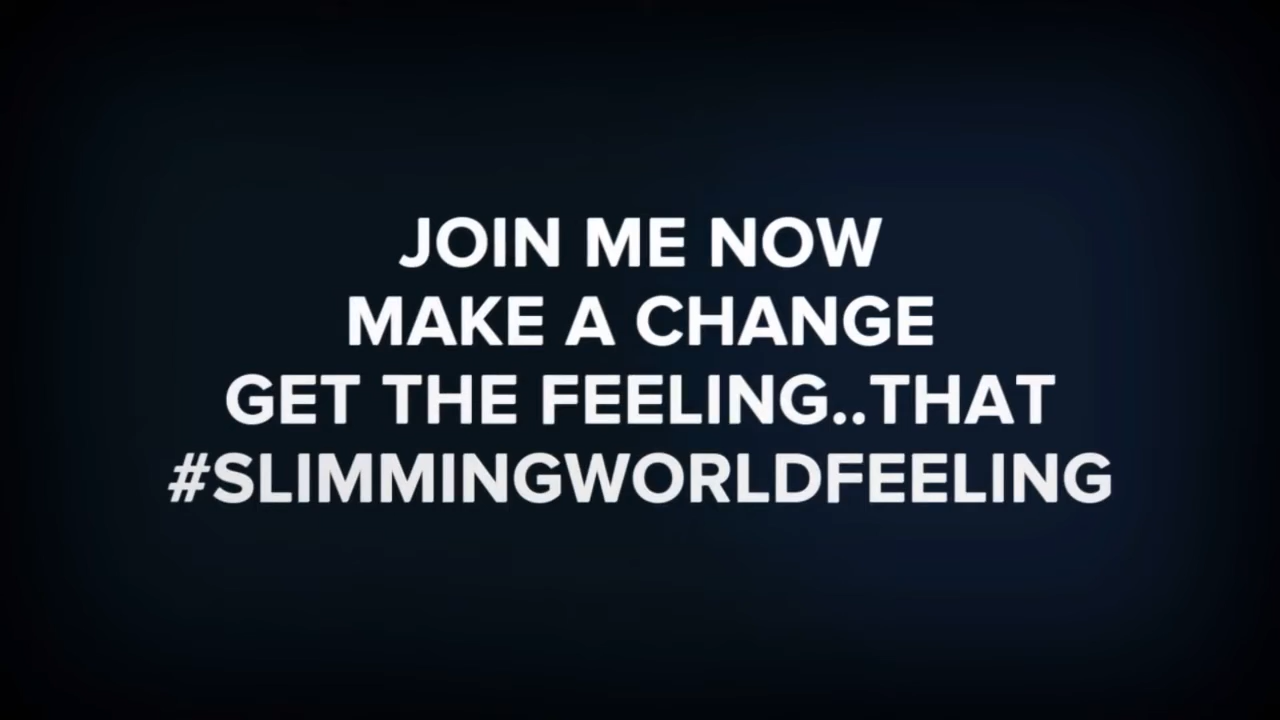 JOIN ME NOW
MAKE A CHANGE
GET THE FEELING..THAT
#SLIMMINGWORLDFEELING